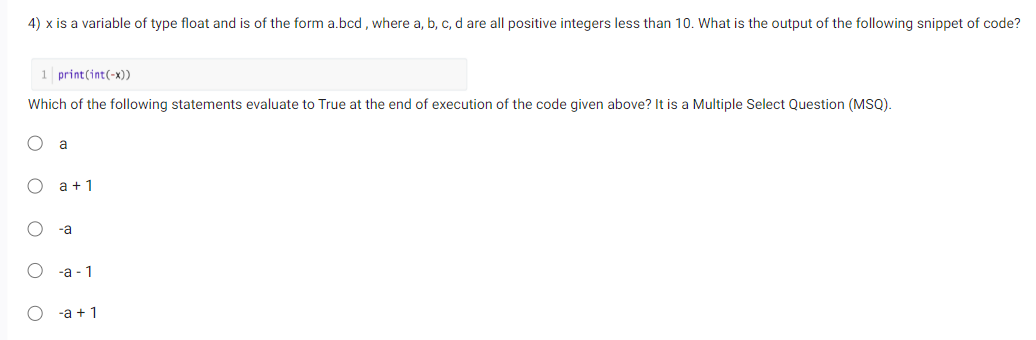 4) x is a variable of type float and is of the form a.bcd , where a, b, c, d are all positive integers less than 10. What is the output of the following snippet of code?
1 print(int(-x))
Which of the following statements evaluate to True at the end of execution of the code given above? It is a Multiple Select Question (MSQ).
a
a + 1
-a
-a - 1
-a + 1